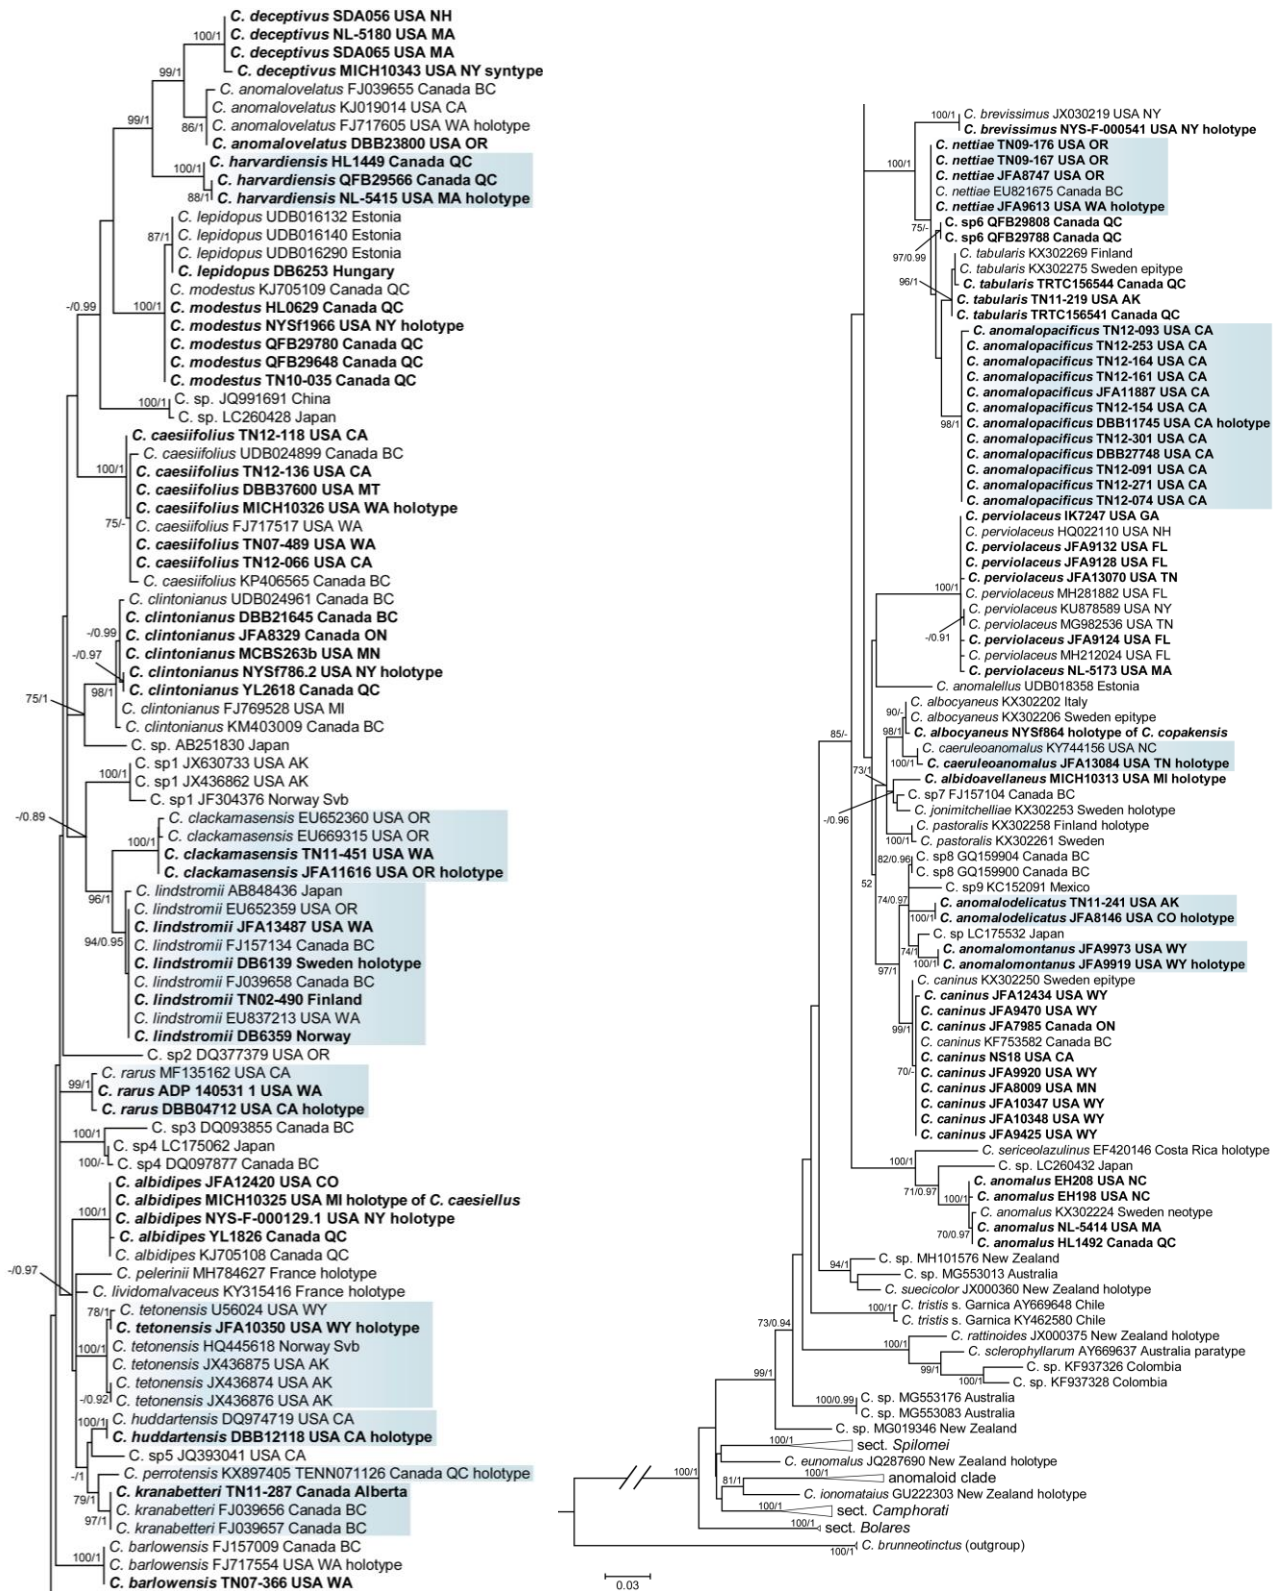 C. deceptivus SDA056 USA NH
C. deceptivus NL-5180 USA MA
100/1
C. deceptivus SDA065 USA MA
C. deceptivus MICH10343 USA NY syntype
99/1
C. anomalovelatus FJ039655 Canada BC
C. anomalovelatus KJ019014 USA CA
99/1
C. anomalovelatus FJ717605 USA WA holotype
86/1
C. anomalovelatus DBB23800 USA OR
C. harvardiensis HL1449 Canada QC
100/1
C. harvardiensis QFB29566 Canada QC
88/1
C. harvardiensis NL-5415 USA MA holotype
C. lepidopus UDB016132 Estonia
87/1
C. lepidopus UDB016140 Estonia
C. lepidopus UDB016290 Estonia
C. lepidopus DB6253 Hungary
C. modestus KJ705109 Canada QC
-/0.99
100/1
C. modestus HL0629 Canada QC
C. modestus NYSf1966 USA NY holotype
C. modestus QFB29780 Canada QC
C. modestus QFB29648 Canada QC
C. modestus TN10-035 Canada QC
100/1
C. sp. JQ991691 China
C. sp. LC260428 Japan
C. caesiifolius TN12-118 USA CA
C. caesiifolius UDB024899 Canada BC
100/1
C. caesiifolius TN12-136 USA CA
C. caesiifolius DBB37600 USA MT
C. caesiifolius MICH10326 USA WA holotype
75/-
C. caesiifolius FJ717517 USA WA
C. caesiifolius TN07-489 USA WA
C. caesiifolius TN12-066 USA CA
C. caesiifolius KP406565 Canada BC
C. clintonianus UDB024961 Canada BC
C. clintonianus DBB21645 Canada BC
-/0.99
C. clintonianus JFA8329 Canada ON
-/0.97
C. clintonianus MCBS263b USA MN
C. clintonianus NYSf786.2 USA NY holotype
75/1
98/1
C. clintonianus YL2618 Canada QC
C. clintonianus FJ769528 USA MI
C. clintonianus KM403009 Canada BC
C. sp. AB251830 Japan
100/1
C. sp1 JX630733 USA AK
C. sp1 JX436862 USA AK
C. sp1 JF304376 Norway Svb
-/0.89
C. clackamasensis EU652360 USA OR
C. clackamasensis EU669315 USA OR
100/1
C. clackamasensis TN11-451 USA WA
C. clackamasensis JFA11616 USA OR holotype
96/1
C. lindstromii AB848436 Japan
C. lindstromii EU652359 USA OR
C. lindstromii JFA13487 USA WA
94/0.95
C. lindstromii FJ157134 Canada BC
C. lindstromii DB6139 Sweden holotype
C. lindstromii FJ039658 Canada BC
C. lindstromii TN02-490 Finland
C. lindstromii EU837213 USA WA
C. lindstromii DB6359 Norway
C. sp2 DQ377379 USA OR
C. rarus MF135162 USA CA
99/1
C. rarus ADP 140531 1 USA WA
C. rarus DBB04712 USA CA holotype
C. sp3 DQ093855 Canada BC
100/1
C. sp4 LC175062 Japan
100/-
C. sp4 DQ097877 Canada BC
C. albidipes JFA12420 USA CO
C. albidipes MICH10325 USA MI holotype of C. caesiellus
100/1
C. albidipes NYS-F-000129.1 USA NY holotype
C. albidipes YL1826 Canada QC
C. albidipes KJ705108 Canada QC
-/0.97
C. pelerinii MH784627 France holotype
C. lividomalvaceus KY315416 France holotype
78/1
C. tetonensis U56024 USA WY
C. tetonensis JFA10350 USA WY holotype
100/1
C. tetonensis HQ445618 Norway Svb
C. tetonensis JX436875 USA AK
C. tetonensis JX436874 USA AK
-/0.92
C. tetonensis JX436876 USA AK
100/1
C. huddartensis DQ974719 USA CA
C. huddartensis DBB12118 USA CA holotype
C. sp5 JQ393041 USA CA
-/1
C. perrotensis KX897405 TENN071126 Canada QC holotype
79/1
C. kranabetteri TN11-287 Canada Alberta
97/1
C. kranabetteri FJ039656 Canada BC
C. kranabetteri FJ039657 Canada BC
C. barlowensis FJ157009 Canada BC
100/1
C. barlowensis FJ717554 USA WA holotype
C. barlowensis TN07-366 USA WA
100/1
C. brevissimus JX030219 USA NY
C. brevissimus NYS-F-000541 USA NY holotype
C. nettiae TN09-176 USA OR
100/1
C. nettiae TN09-167 USA OR
C. nettiae JFA8747 USA OR
C. nettiae EU821675 Canada BC
C. nettiae JFA9613 USA WA holotype
75/-
C. sp6 QFB29808 Canada QC
C. sp6 QFB29788 Canada QC
97/0.99
C. tabularis KX302269 Finland
C. tabularis KX302275 Sweden epitype
96/1
C. tabularis TRTC156544 Canada QC
C. tabularis TN11-219 USA AK
C. tabularis TRTC156541 Canada QC
C. anomalopacificus TN12-093 USA CA
C. anomalopacificus TN12-253 USA CA
C. anomalopacificus TN12-164 USA CA
C. anomalopacificus TN12-161 USA CA
C. anomalopacificus JFA11887 USA CA
C. anomalopacificus TN12-154 USA CA
C. anomalopacificus DBB11745 USA CA holotype
C. anomalopacificus TN12-301 USA CA
98/1
C. anomalopacificus DBB27748 USA CA
C. anomalopacificus TN12-091 USA CA
C. anomalopacificus TN12-271 USA CA
C. anomalopacificus TN12-074 USA CA
C. perviolaceus IK7247 USA GA
C. perviolaceus HQ022110 USA NH
C. perviolaceus JFA9132 USA FL
C. perviolaceus JFA9128 USA FL
C. perviolaceus JFA13070 USA TN
100/1
C. perviolaceus MH281882 USA FL
C. perviolaceus KU878589 USA NY
C. perviolaceus MG982536 USA TN
-/0.91
C. perviolaceus JFA9124 USA FL
C. perviolaceus MH212024 USA FL
C. perviolaceus NL-5173 USA MA
C. anomalellus UDB018358 Estonia
C. albocyaneus KX302202 Italy
90/-
C. albocyaneus KX302206 Sweden epitype
98/1
C. albocyaneus NYSf864 holotype of C. copakensis
85/-
C. caeruleoanomalus KY744156 USA NC
100/1
C. caeruleoanomalus JFA13084 USA TN holotype
73/1
C. albidoavellaneus MICH10313 USA MI holotype
C. sp7 FJ157104 Canada BC
C. jonimitchelliae KX302253 Sweden holotype
-/0.96
C. pastoralis KX302258 Finland holotype
100/1
C. pastoralis KX302261 Sweden
82/0.96
C. sp8 GQ159904 Canada BC
C. sp8 GQ159900 Canada BC
52
C. sp9 KC152091 Mexico
74/0.97
C. anomalodelicatus TN11-241 USA AK
100/1
C. anomalodelicatus JFA8146 USA CO holotype
C. sp LC175532 Japan
74/1
C. anomalomontanus JFA9973 USA WY
100/1
C. anomalomontanus JFA9919 USA WY holotype
97/1
C. caninus KX302250 Sweden epitype
C. caninus JFA12434 USA WY
C. caninus JFA9470 USA WY
99/1
C. caninus JFA7985 Canada ON
C. caninus KF753582 Canada BC
C. caninus NS18 USA CA
70/-
C. caninus JFA9920 USA WY
C. caninus JFA8009 USA MN
C. caninus JFA10347 USA WY
C. caninus JFA10348 USA WY
C. caninus JFA9425 USA WY
C. sericeolazulinus EF420146 Costa Rica holotype
100/1
C. sp. LC260432 Japan
71/0.97
C. anomalus EH208 USA NC
100/1
C. anomalus EH198 USA NC
C. anomalus KX302224 Sweden neotype
C. anomalus NL-5414 USA MA
70/0.97
C. anomalus HL1492 Canada QC
C. sp. MH101576 New Zealand
94/1
C. sp. MG553013 Australia
C. suecicolor JX000360 New Zealand holotype
100/1
C. tristis s. Garnica AY669648 Chile
C. tristis s. Garnica KY462580 Chile
73/0.94
C. rattinoides JX000375 New Zealand holotype
100/1
C. sclerophyllarum AY669637 Australia paratype
99/1
C. sp. KF937326 Colombia
100/1
C. sp. KF937328 Colombia
99/1
100/0.99
C. sp. MG553176 Australia
C. sp. MG553083 Australia
C. sp. MG019346 New Zealand
100/1
sect. Spilomei
C. eunomalus JQ287690 New Zealand holotype
100/1
81/1
100/1
anomaloid clade
C. ionomataius GU222303 New Zealand holotype
100/1
sect. Camphorati
100/1
sect. Bolares
100/1
C. brunneotinctus (outgroup)
0.03